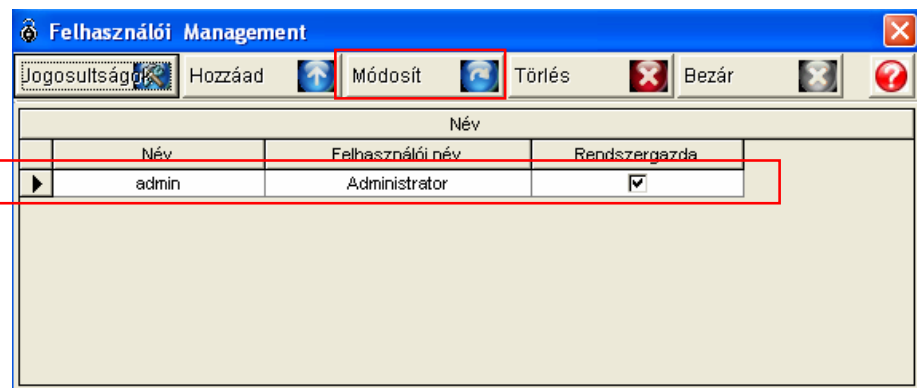 Felhasználói Management
Jogosultságok Hozzáad Módosít Törlés Bezár
Név
Név Felhasználói név Rendszergazda
admin Administrator